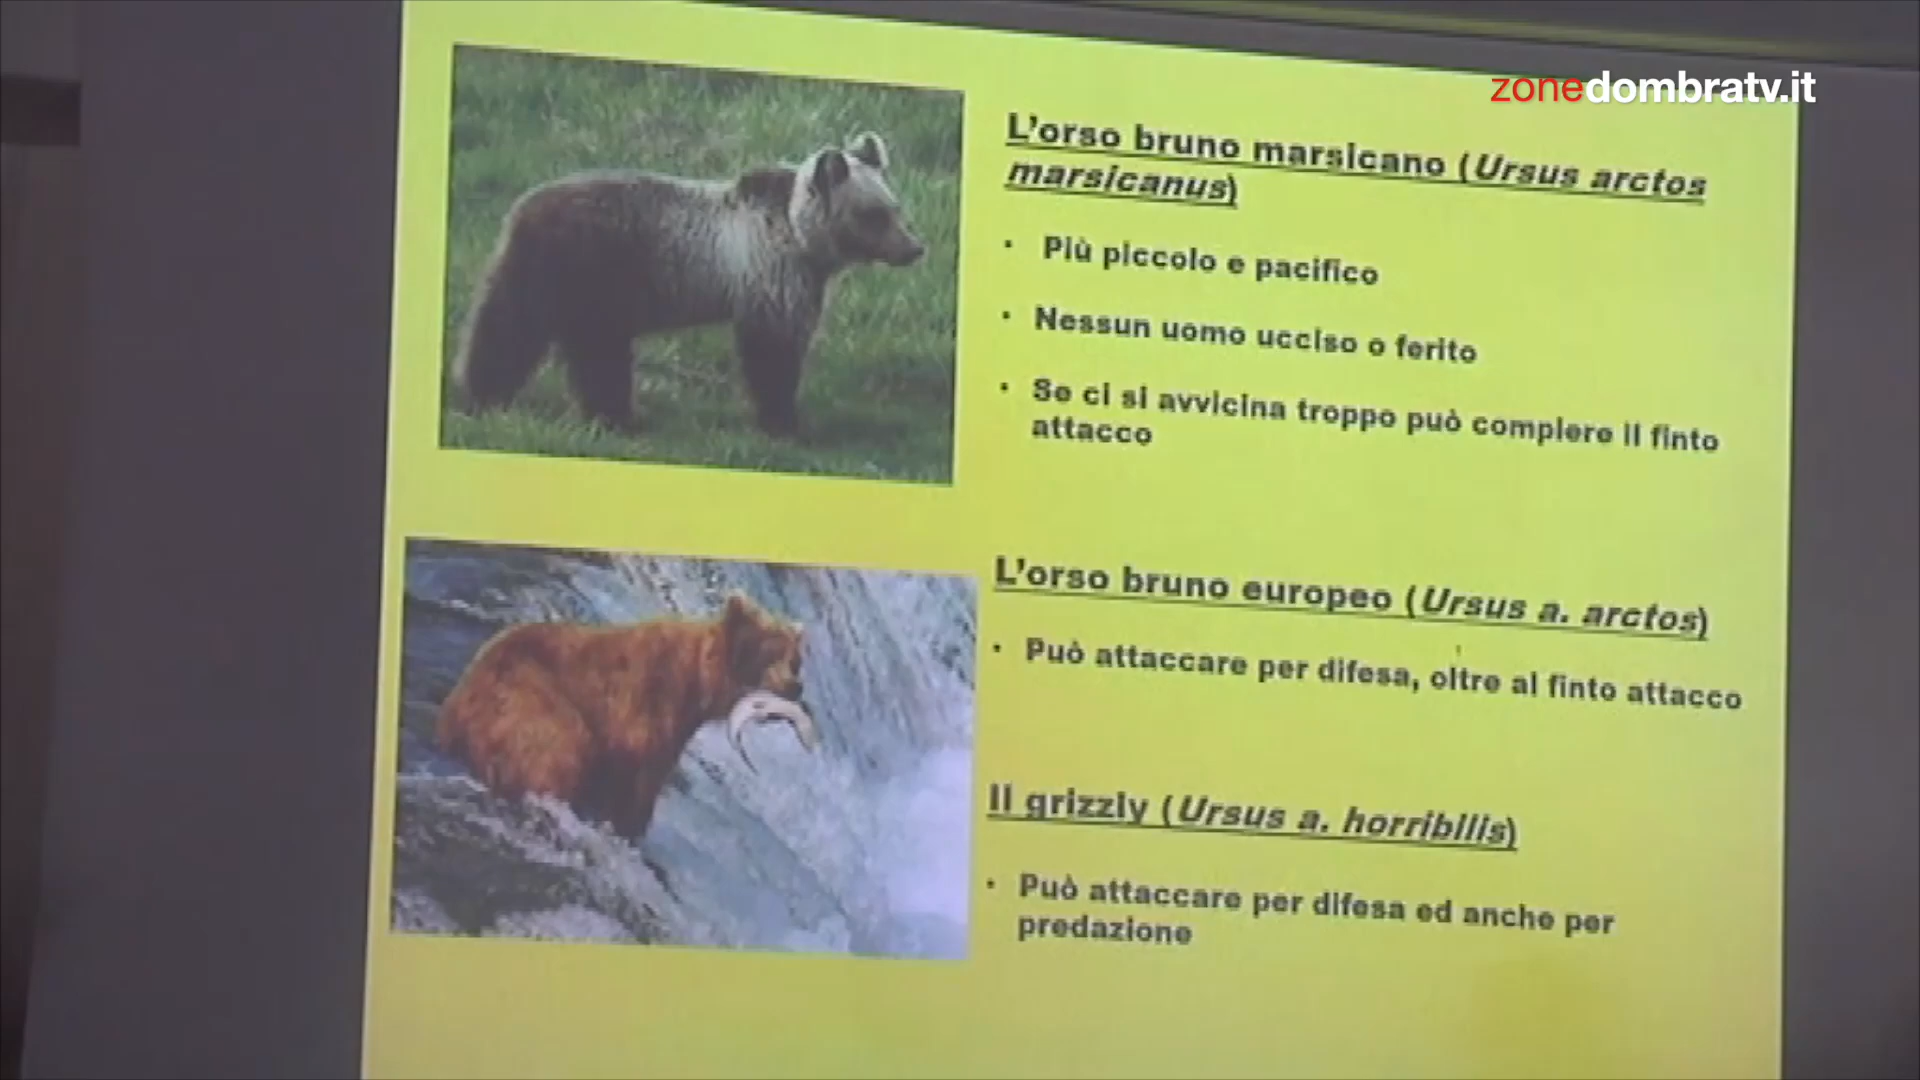 zonedombratv.it
L'orso bruno marsicano (Ursus arctos
marsicanus)
• Più piccolo e pacifico
• Nessun uomo ucciso o ferito
• Se ci si avvicina troppo può compiere il finto
attacco
L'orso bruno europeo (Ursus a. arctos)
• Può attaccare per difesa, oltre al finto attacco
Il grizzly (Ursus a. horribilis)
• Può attaccare per difesa ed anche per
predazione